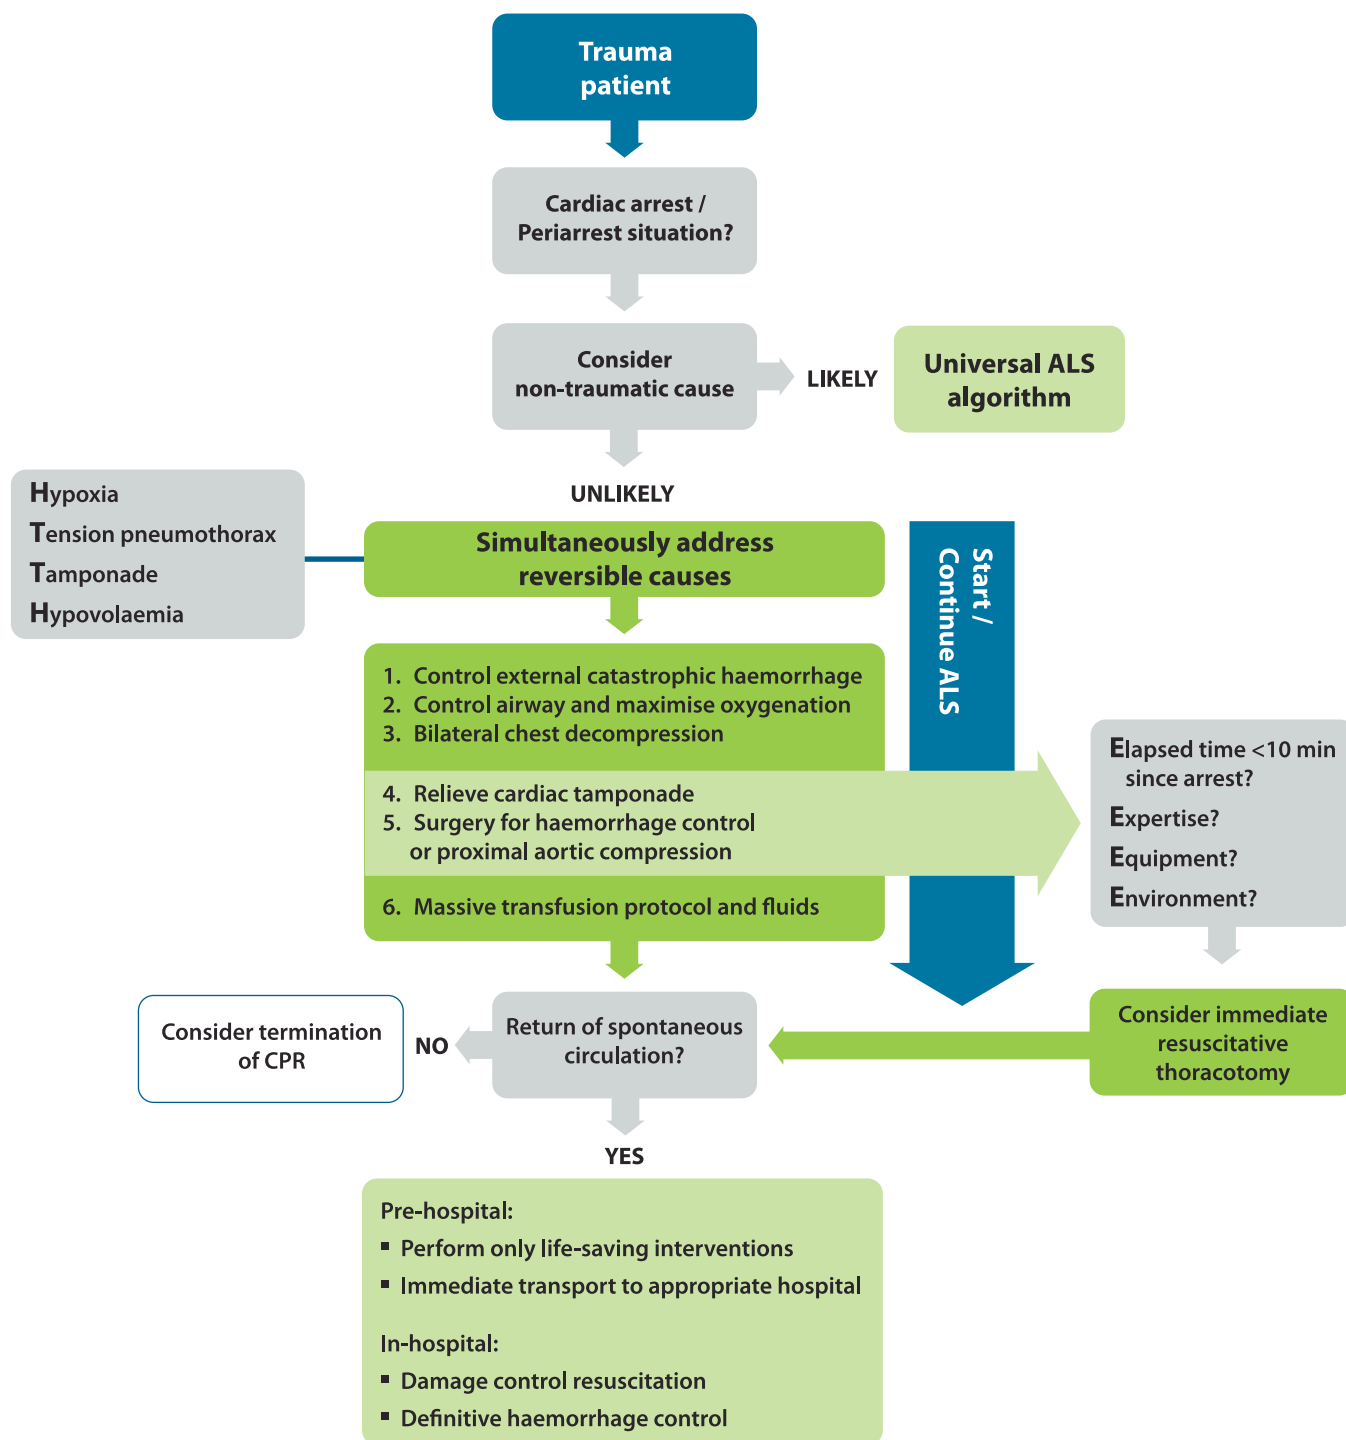 Trauma
patient
Cardiac arrest /
Periarrest situation?
Consider
non-traumatic cause
LIKELY
Universal ALS
algorithm
UNLIKELY
Hypoxia
Tension pneumothorax
Tamponade
Hypovolaemia
Simultaneously address
reversible causes
Start /
Continue ALS
1. Control external catastrophic haemorrhage
2. Control airway and maximise oxygenation
3. Bilateral chest decompression
4. Relieve cardiac tamponade
5. Surgery for haemorrhage control
or proximal aortic compression
6. Massive transfusion protocol and fluids
Elapsed time <10 min
since arrest?
Expertise?
Equipment?
Environment?
Consider immediate
resuscitative
thoracotomy
Return of spontaneous
circulation?
NO
Consider termination
of CPR
YES
Pre-hospital:
▪ Perform only life-saving interventions
▪ Immediate transport to appropriate hospital
In-hospital:
▪ Damage control resuscitation
▪ Definitive haemorrhage control